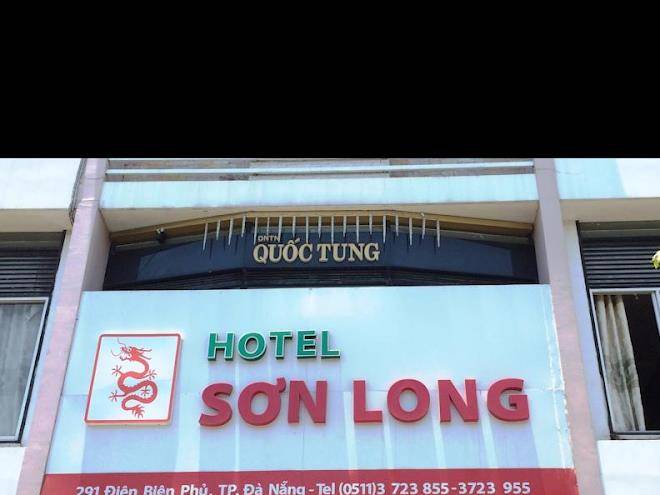 DNTN
QUỐC TUNG
HOTEL
SƠN LONG
291 Điện Biên Phủ, TP. Đà Nẵng - Tel (0511)3 723 855 - 3723 955